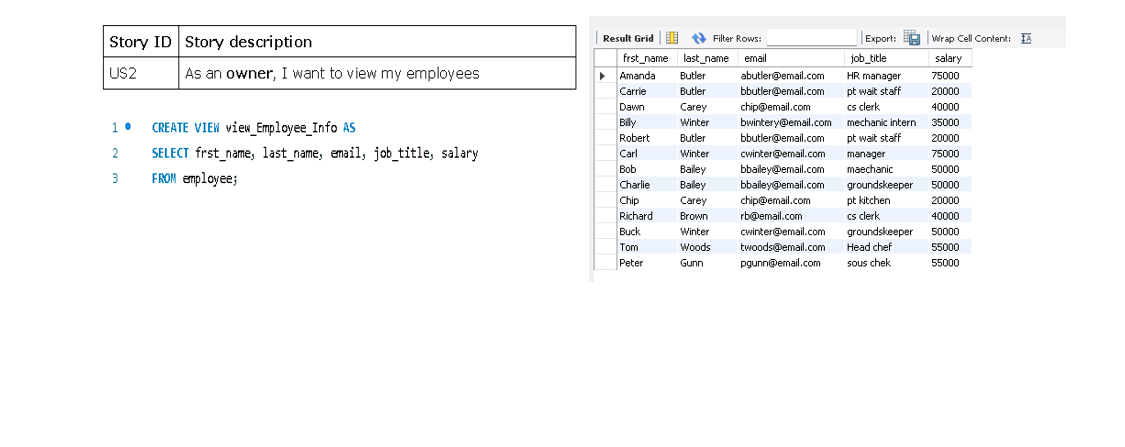 Story ID Story description
US2 As an owner, I want to view my employees
1 CREATE VIEW view_Employee_Info AS
2 SELECT frst_name, last_name, email, job_title, salary
3 FROM employee;
Result Grid Filter Rows: Export: Wrap Cell Content:
frst_name last_name email job_title salary
Amanda Butler abutler@email.com HR manager 75000
Carrie Butler bbutler@email.com pt wait staff 20000
Dawn Carey chip@email.com cs clerk 40000
Billy Winter bwintery@email.com mechanic intern 35000
Robert Butler bbutler@email.com pt wait staff 20000
Carl Winter cwinter@email.com manager 75000
Bob Bailey bbailey@email.com maechanic 50000
Charlie Bailey bbailey@email.com groundskeeper 50000
Chip Carey chip@email.com pt kitchen 20000
Richard Brown rb@email.com cs clerk 40000
Buck Winter cwinter@email.com groundskeeper 50000
Tom Woods twoods@email.com Head chef 55000
Peter Gunn pgunn@email.com sous chek 55000